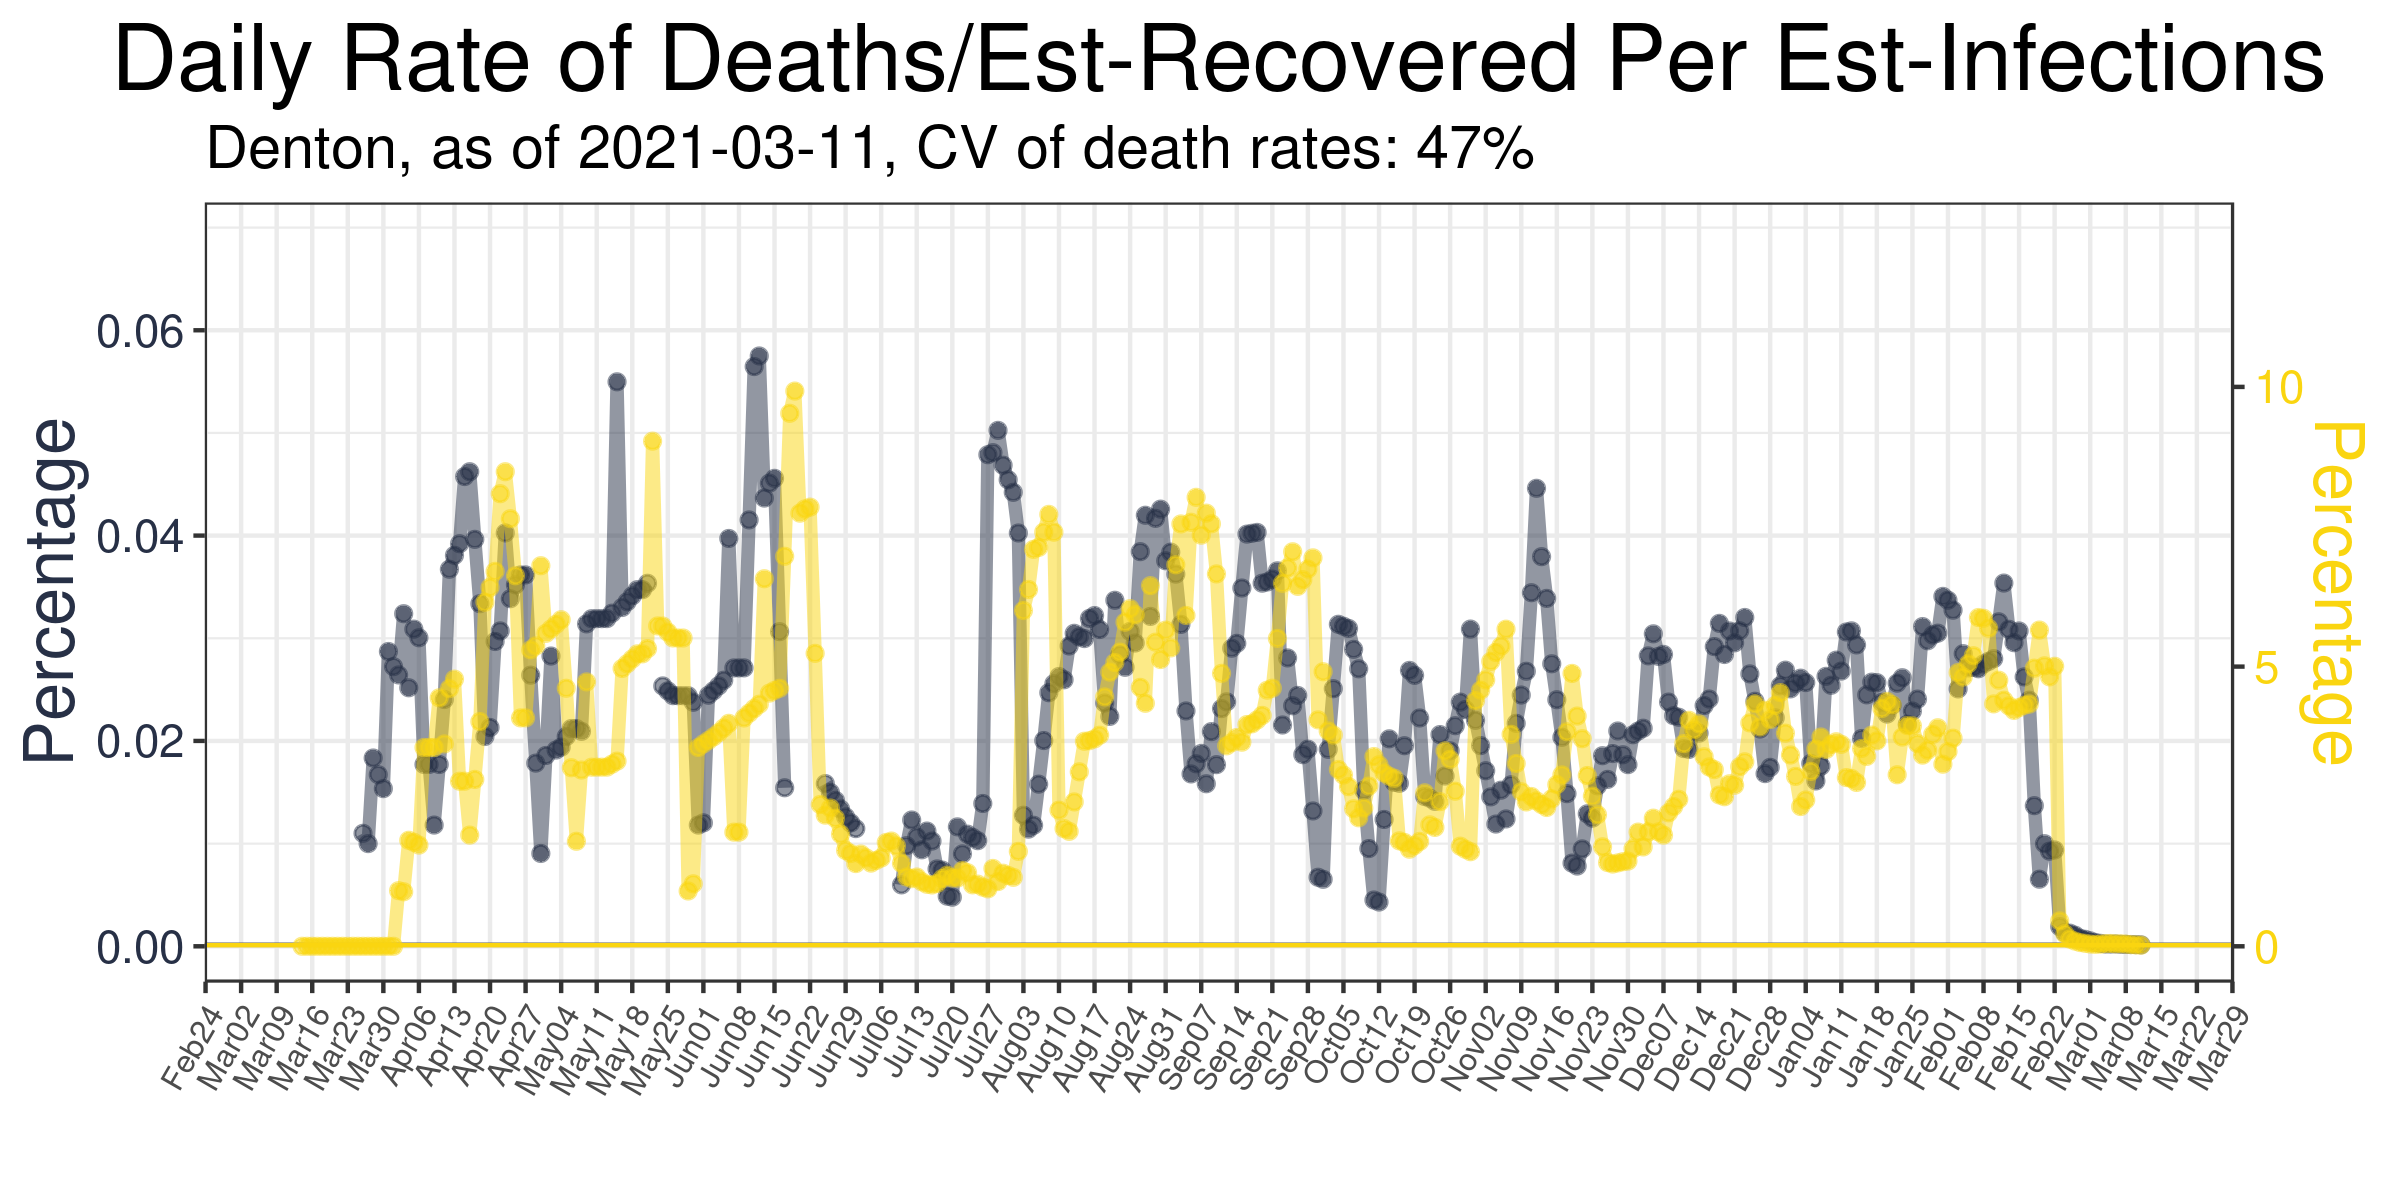 Daily Rate of Deaths/Est-Recovered Per Est-Infections
Denton, as of 2021-03-11, CV of death rates: 47%
Percentage
0.06
0.04
0.02
0.00
10
5
0
Percentage
Feb24
Mar02
Mar09
Mar16
Mar23
Mar30
Apr06
Apr13
Apr20
Apr27
May04
May11
May18
May25
Jun01
Jun08
Jun15
Jun22
Jun29
Jul06
Jul13
Jul20
Jul27
Aug03
Aug10
Aug17
Aug24
Aug31
Sep07
Sep14
Sep21
Sep28
Oct05
Oct12
Oct19
Oct26
Nov02
Nov09
Nov16
Nov23
Nov30
Dec07
Dec14
Dec21
Dec28
Jan04
Jan11
Jan18
Jan25
Feb01
Feb08
Feb15
Feb22
Mar01
Mar08
Mar15
Mar22
Mar29